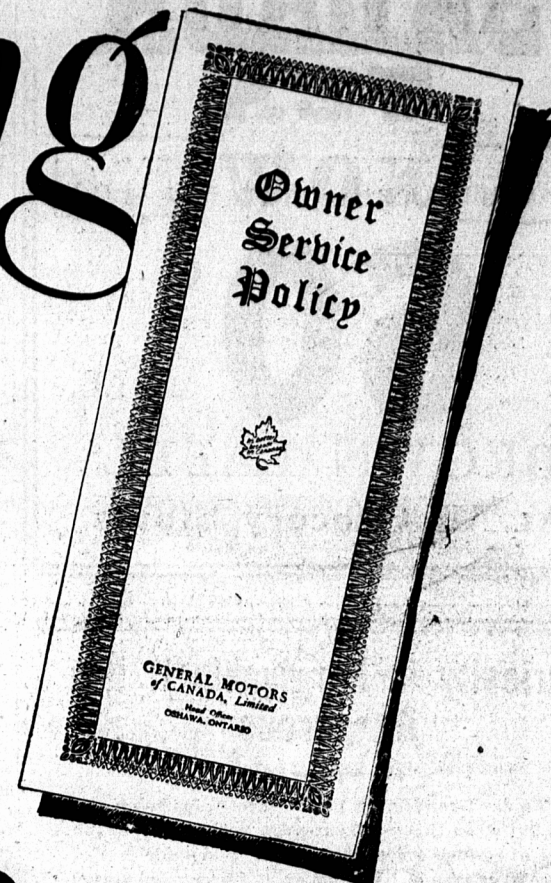 g
Owner
Service
Policy
GENERAL MOTORS
of CANADA, Limited
Head Office
OSHAWA, ONTARIO